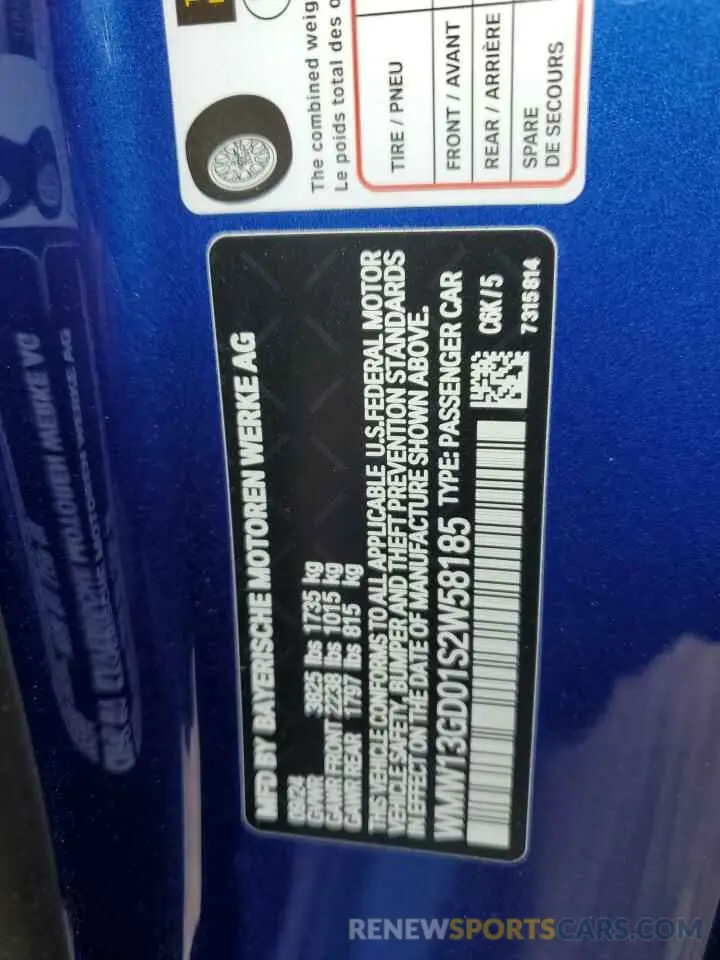 The combined weig
Le poids total des o
TIRE / PNEU
FRONT / AVANT
REAR / ARRIÈRE
SPARE
DE SECOURS
MFD BY BAYERISCHE MOTOREN WERKE AG
09/24
GVWR 3825 lbs 1735 kg
GAWR FRONT 2238 lbs 1015 kg
GAWR REAR 1797 lbs 815 kg
THIS VEHICLE CONFORMS TO ALL APPLICABLE U.S. FEDERAL MOTOR
VEHICLE SAFETY, BUMPER AND THEFT PREVENTION STANDARDS
IN EFFECT ON THE DATE OF MANUFACTURE SHOWN ABOVE.
WMW13GD01S2W58185 TYPE: PASSENGER CAR
C6K / 5
7315814
RENEWSPORTSCARS.COM